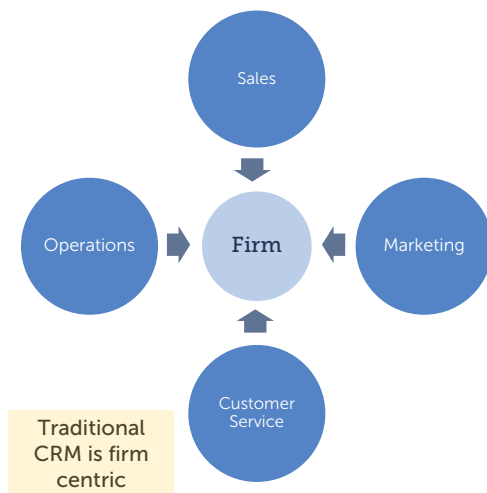 Sales
Operations
Firm
Marketing
Customer
Service
Traditional
CRM is firm
centric